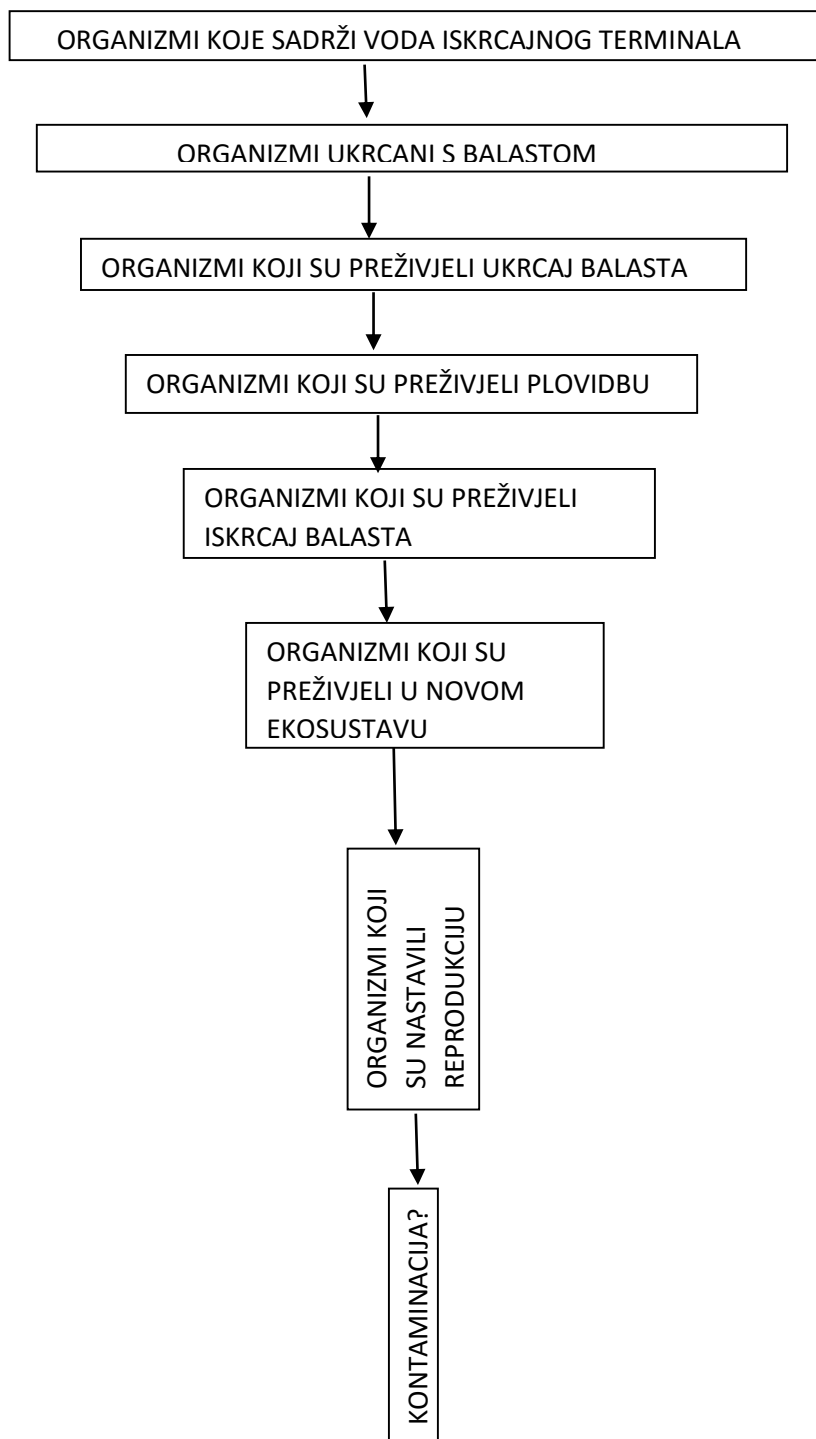 ORGANIZMI KOJE SADRŽI VODA ISKRCAJNOG TERMINALA
ORGANIZMI UKRCANI S BALASTOM
ORGANIZMI KOJI SU PREŽIVJELI UKRCAJ BALASTA
ORGANIZMI KOJI SU PREŽIVJELI PLOVIDBU
ORGANIZMI KOJI SU PREŽIVJELI
ISKRCAJ BALASTA
ORGANIZMI KOJI SU
PREŽIVJELI U NOVOM
EKOSUSTAVU
ORGANIZMI KOJI
SU NASTAVILI
REPRODUKCIJU
KONTAMINACIJA?